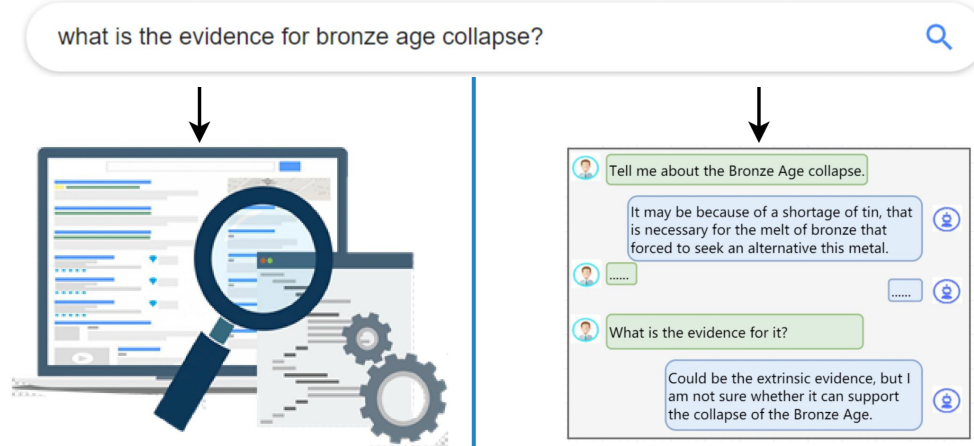 what is the evidence for bronze age collapse?
Tell me about the Bronze Age collapse.
It may be because of a shortage of tin, that
is necessary for the melt of bronze that
forced to seek an alternative this metal.
......
......
What is the evidence for it?
Could be the extrinsic evidence, but I
am not sure whether it can support
the collapse of the Bronze Age.